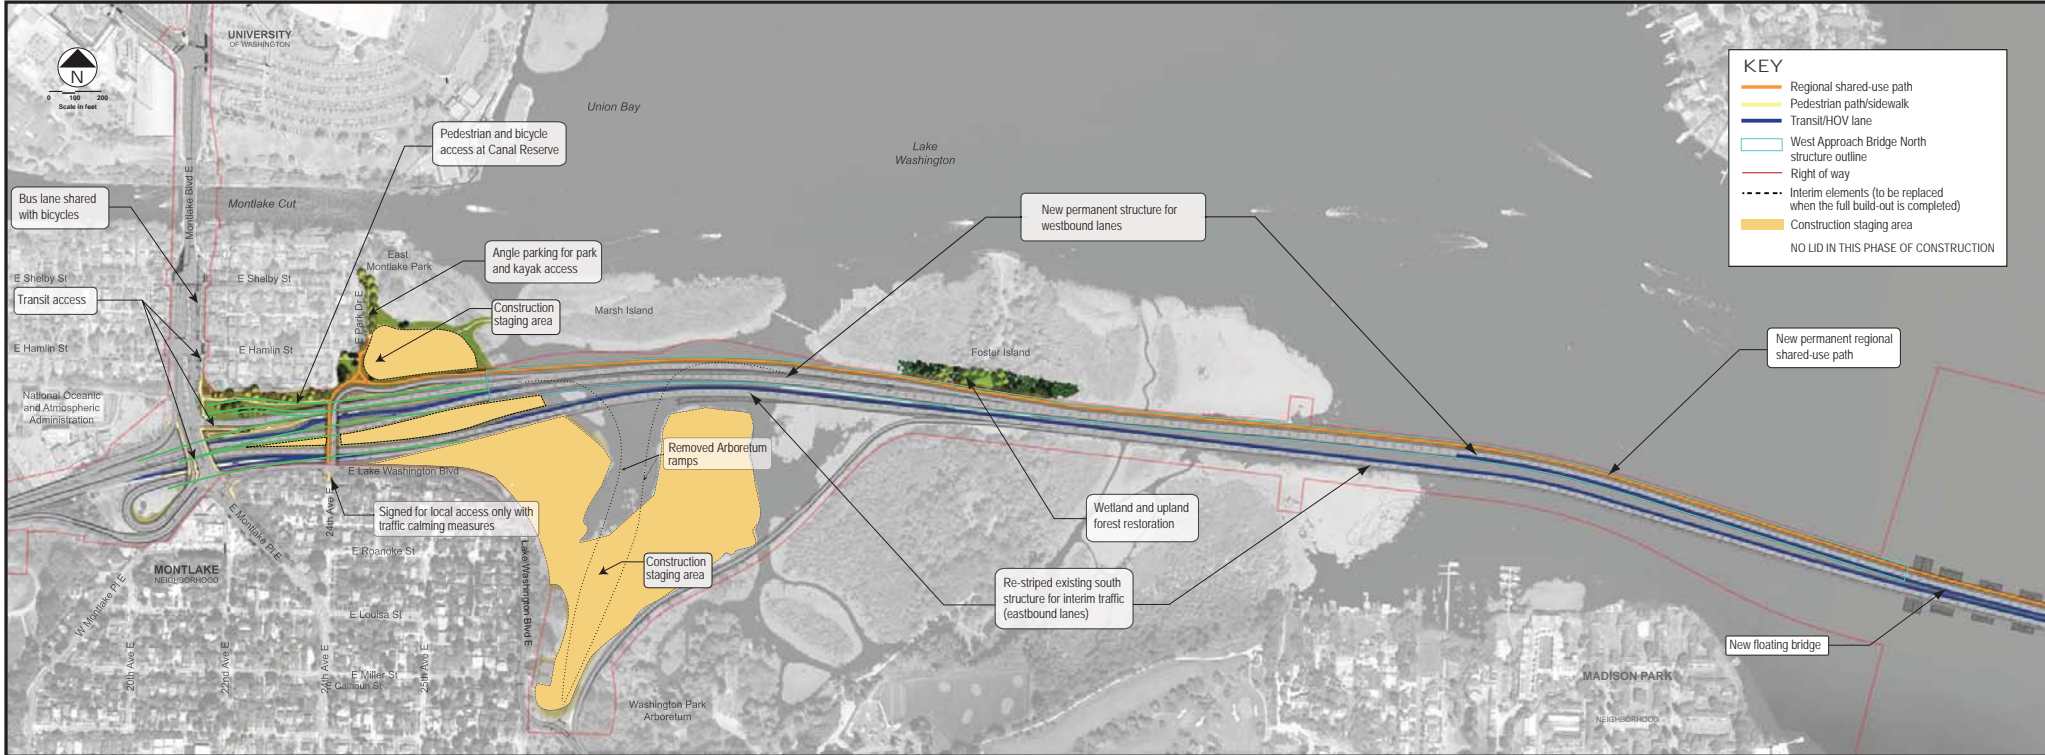 UNIVERSITY
OF WASHINGTON
N
0 100 200
Scale in feet
Union Bay
Lake
Washington
KEY
Regional shared-use path
Pedestrian path/sidewalk
Transit/HOV lane
West Approach Bridge North
structure outline
Right of way
Interim elements (to be replaced
when the full build-out is completed)
Construction staging area
NO LID IN THIS PHASE OF CONSTRUCTION
Pedestrian and bicycle
access at Canal Reserve
Montlake Blvd E
Bus lane shared
with bicycles
Montlake Cut
New permanent structure for
westbound lanes
East
Montlake Park
Angle parking for park
and kayak access
E Shelby St
E Shelby St
Transit access
E Park Dr E
Construction
staging area
Marsh Island
E Hamlin St
E Hamlin St
Foster Island
New permanent regional
shared-use path
National Oceanic
and Atmospheric
Administration
Removed Arboretum
ramps
E Lake Washington Blvd
24th Ave E
Signed for local access only with
traffic calming measures
Wetland and upland
forest restoration
E Montlake Pl E
E Roanoke St
Lake Washington Blvd E
MONTLAKE
NEIGHBORHOOD
Construction
staging area
Re-striped existing south
structure for interim traffic
(eastbound lanes)
W Montlake Pl E
E Louisa St
New floating bridge
20th Ave E
22nd Ave E
24th Ave E
25th Ave E
E Miller St
E Calhoun St
Washington Park
Arboretum
MADISON PARK
NEIGHBORHOOD